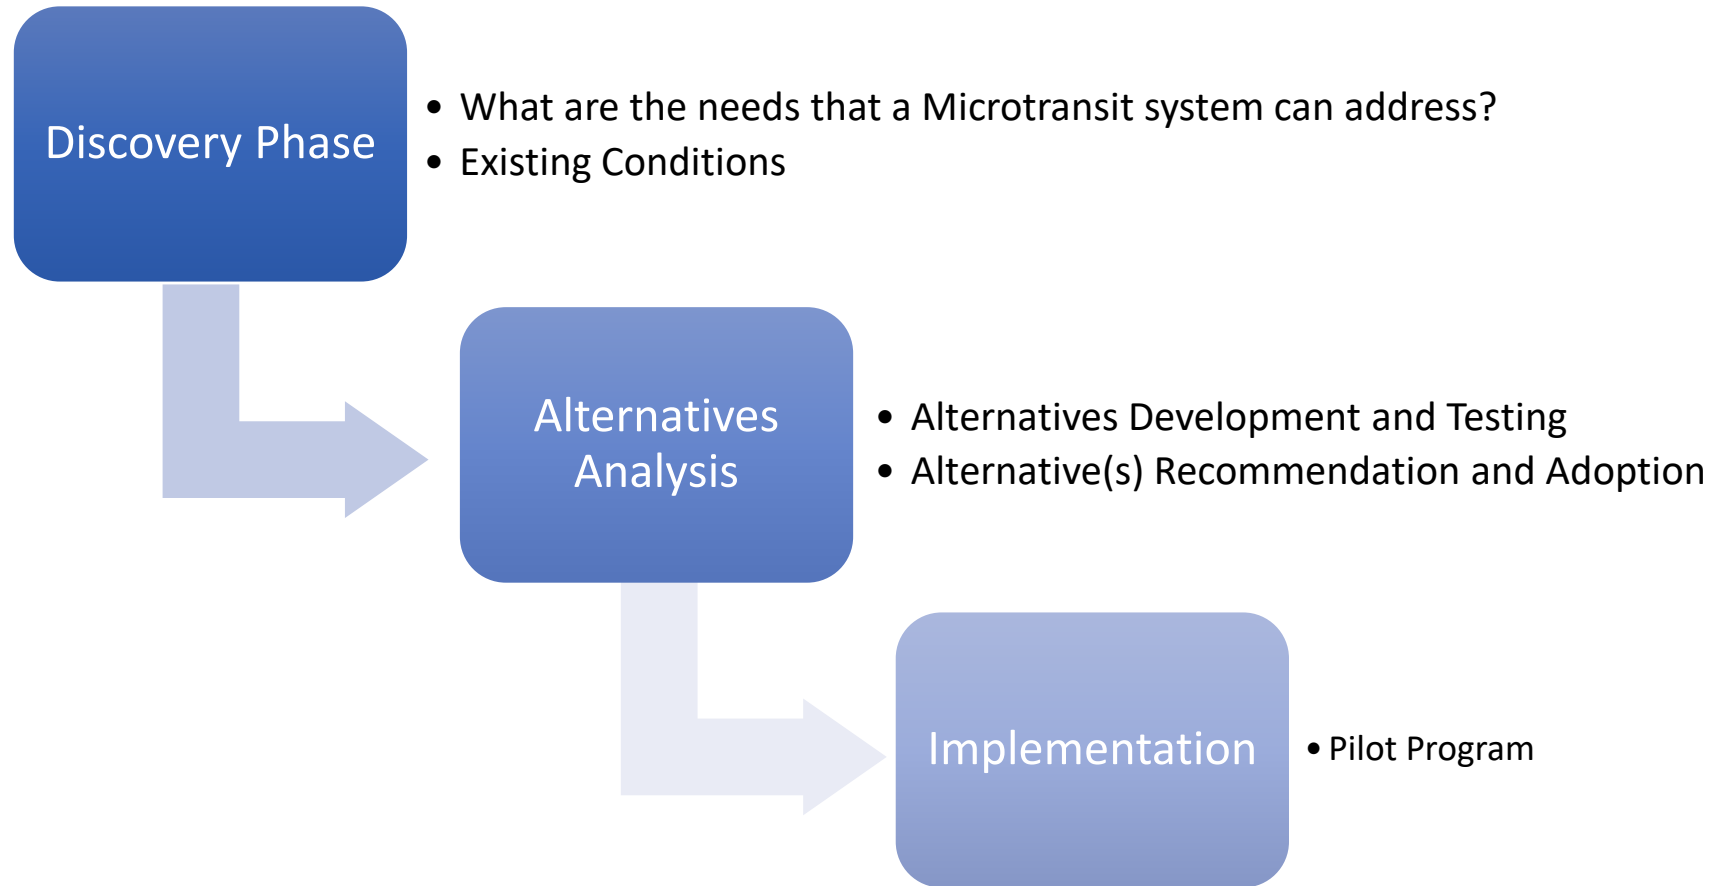 Discovery Phase
• What are the needs that a Microtransit system can address?
• Existing Conditions
Alternatives
Analysis
• Alternatives Development and Testing
• Alternative(s) Recommendation and Adoption
Implementation
• Pilot Program